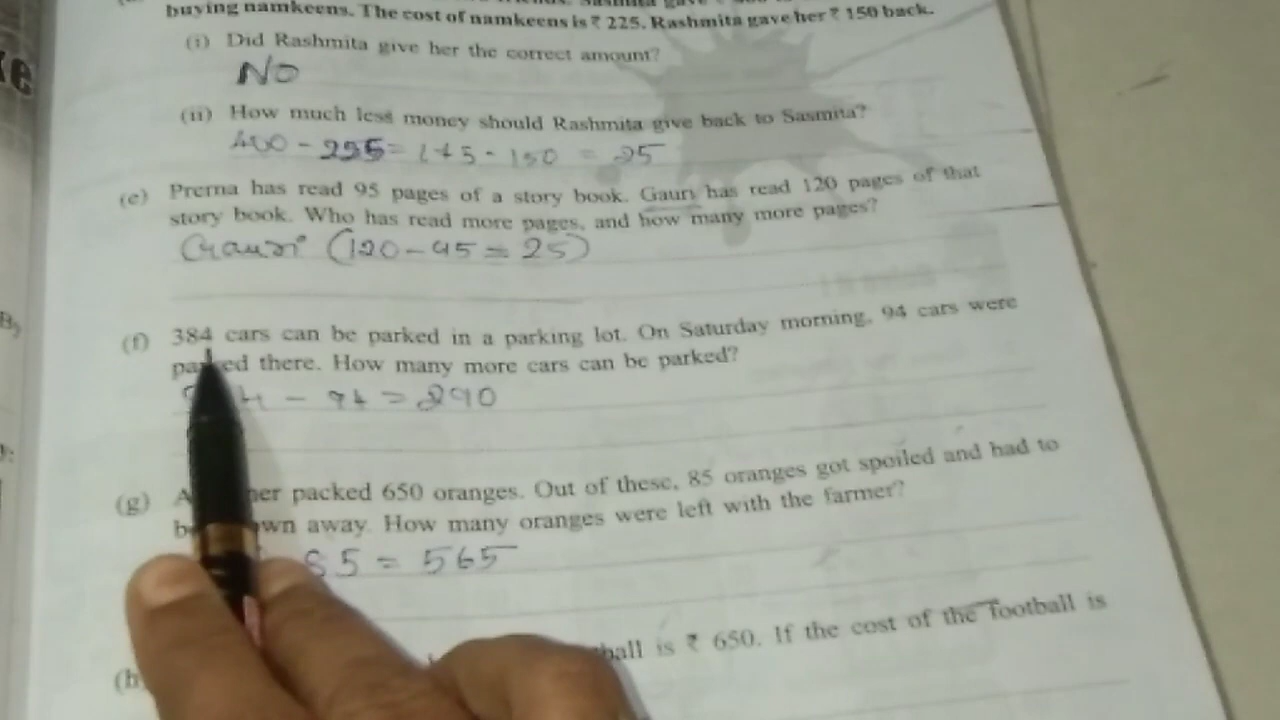 buying namkeens. The cost of namkeens is ₹ 225. Rashmita gave her ₹ 150 back.
(i) Did Rashmita give her the correct amount?
NO
(ii) How much less money should Rashmita give back to Sasmita?
400 - 255 = 175 - 150 = 25
(e) Prerna has read 95 pages of a story book. Gauri has read 120 pages of that
story book. Who has read more pages, and how many more pages?
Gauri (120 - 95 = 25)
(f) 384 cars can be parked in a parking lot. On Saturday morning, 94 cars were
parked there. How many more cars can be parked?
- 94 = 290
(g) A packed 650 oranges. Out of these, 85 oranges got spoiled and had to
away. How many oranges were left with the farmer?
85 = 565
(h) is ₹ 650. If the cost of the football is